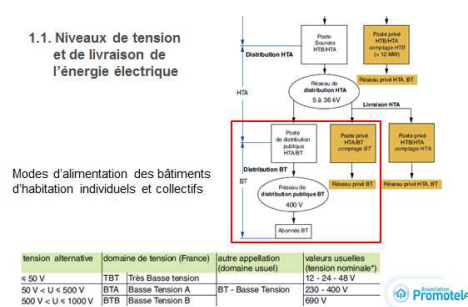 1.1. Niveaux de tension
et de livraison de
l'énergie électrique
Poste
Sources
HTB/HTA
Poste privé
HTB/HTA
comptage HTB
(> 12 MW)
Distribution HTA
Réseau privé HTA, BT
Réseau de
distribution HTA
5 à 36 kV
HTA
Livraison HTA
Poste
de distribution
publique
HTA/BT
Poste privé
HTA/BT
comptage BT
Poste privé
HTB/HTA
comptage HTA
Distribution BT
BT
Réseau de
distribution publique BT
400 V
Réseau privé BT
Réseau privé HTA, BT
Abonnés BT
Modes d'alimentation des bâtiments
d'habitation individuels et collectifs
tension alternative domaine de tension (France) autre appellation valeurs usuelles
(domaine usuel) (tension nominale*)
≤ 50 V TBT Très Basse tension 12 - 24 - 48 V
50 V < U ≤ 500 V BTA Basse Tension A BT - Basse Tension 230 - 400 V
500 V < U ≤ 1000 V BTB Basse Tension B 690 V
Association
Promotelec